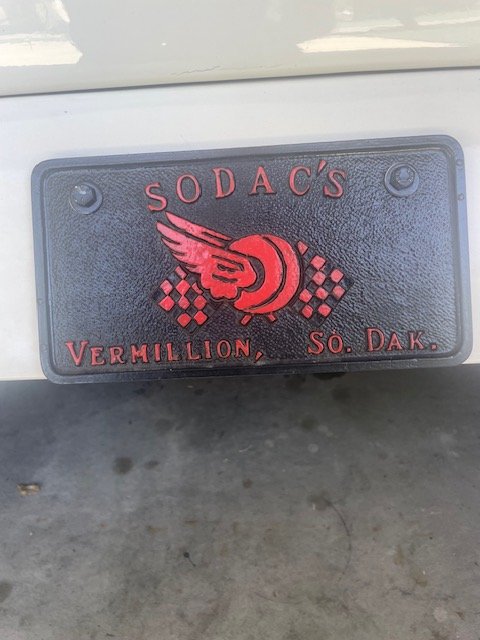 SODAC'S
VERMILLION, SO. DAK.